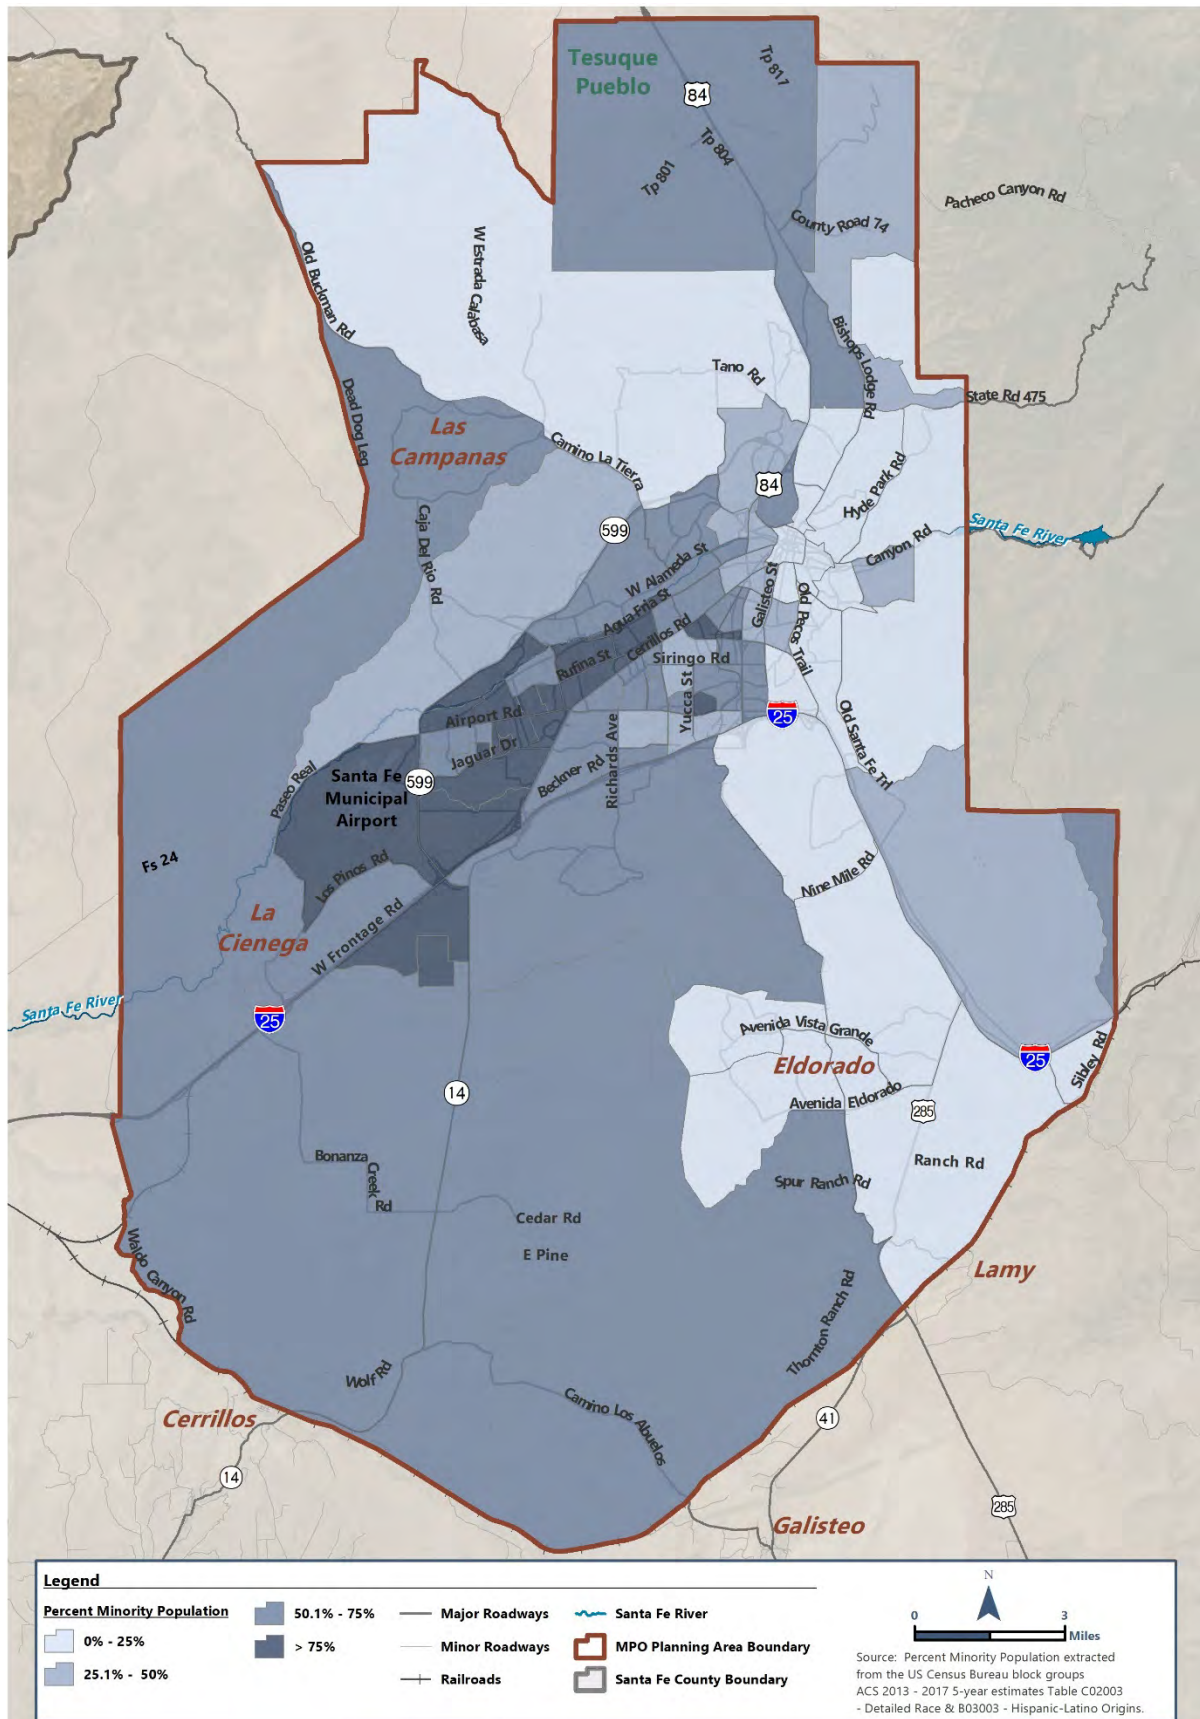 Tesuque
Pueblo
Tp 817
84
Tp 804
Tp 801
Pacheco Canyon Rd
County Road 74
W Estrada Calabasa
Old Buckman Rd
Bishops Lodge Rd
Tano Rd
State Rd 475
Dead Dog Leg
Las
Campanas
Camino La Tierra
84
Hyde Park Rd
599
Santa Fe River
Canyon Rd
Caja Del Rio Rd
W Alameda St
Agua Fria St
Galisteo St
Old Pecos Trail
Cerrillos Rd
Rufina St
Siringo Rd
Yucca St
Airport Rd
25
Old Santa Fe Trl
Jaguar Dr
Richards Ave
Beckner Rd
Paseo Real
Santa Fe
Municipal
Airport
599
Fs 24
Los Pinos Rd
Nine Mile Rd
La
Cienega
W Frontage Rd
Santa Fe River
25
Avenida Vista Grande
Eldorado
25
Sibley Rd
14
Avenida Eldorado
285
Bonanza
Creek
Rd
Ranch Rd
Spur Ranch Rd
Cedar Rd
E Pine
Waldo Canyon Rd
Lamy
Thornton Ranch Rd
Wolf Rd
Camino Los Abuelos
Cerrillos
41
14
285
Galisteo
Legend
Percent Minority Population
0% - 25%
25.1% - 50%
50.1% - 75%
> 75%
Major Roadways
Minor Roadways
Railroads
Santa Fe River
MPO Planning Area Boundary
Santa Fe County Boundary
N
0 3
Miles
Source: Percent Minority Population extracted
from the US Census Bureau block groups
ACS 2013 - 2017 5-year estimates Table C02003
- Detailed Race & B03003 - Hispanic-Latino Origins.